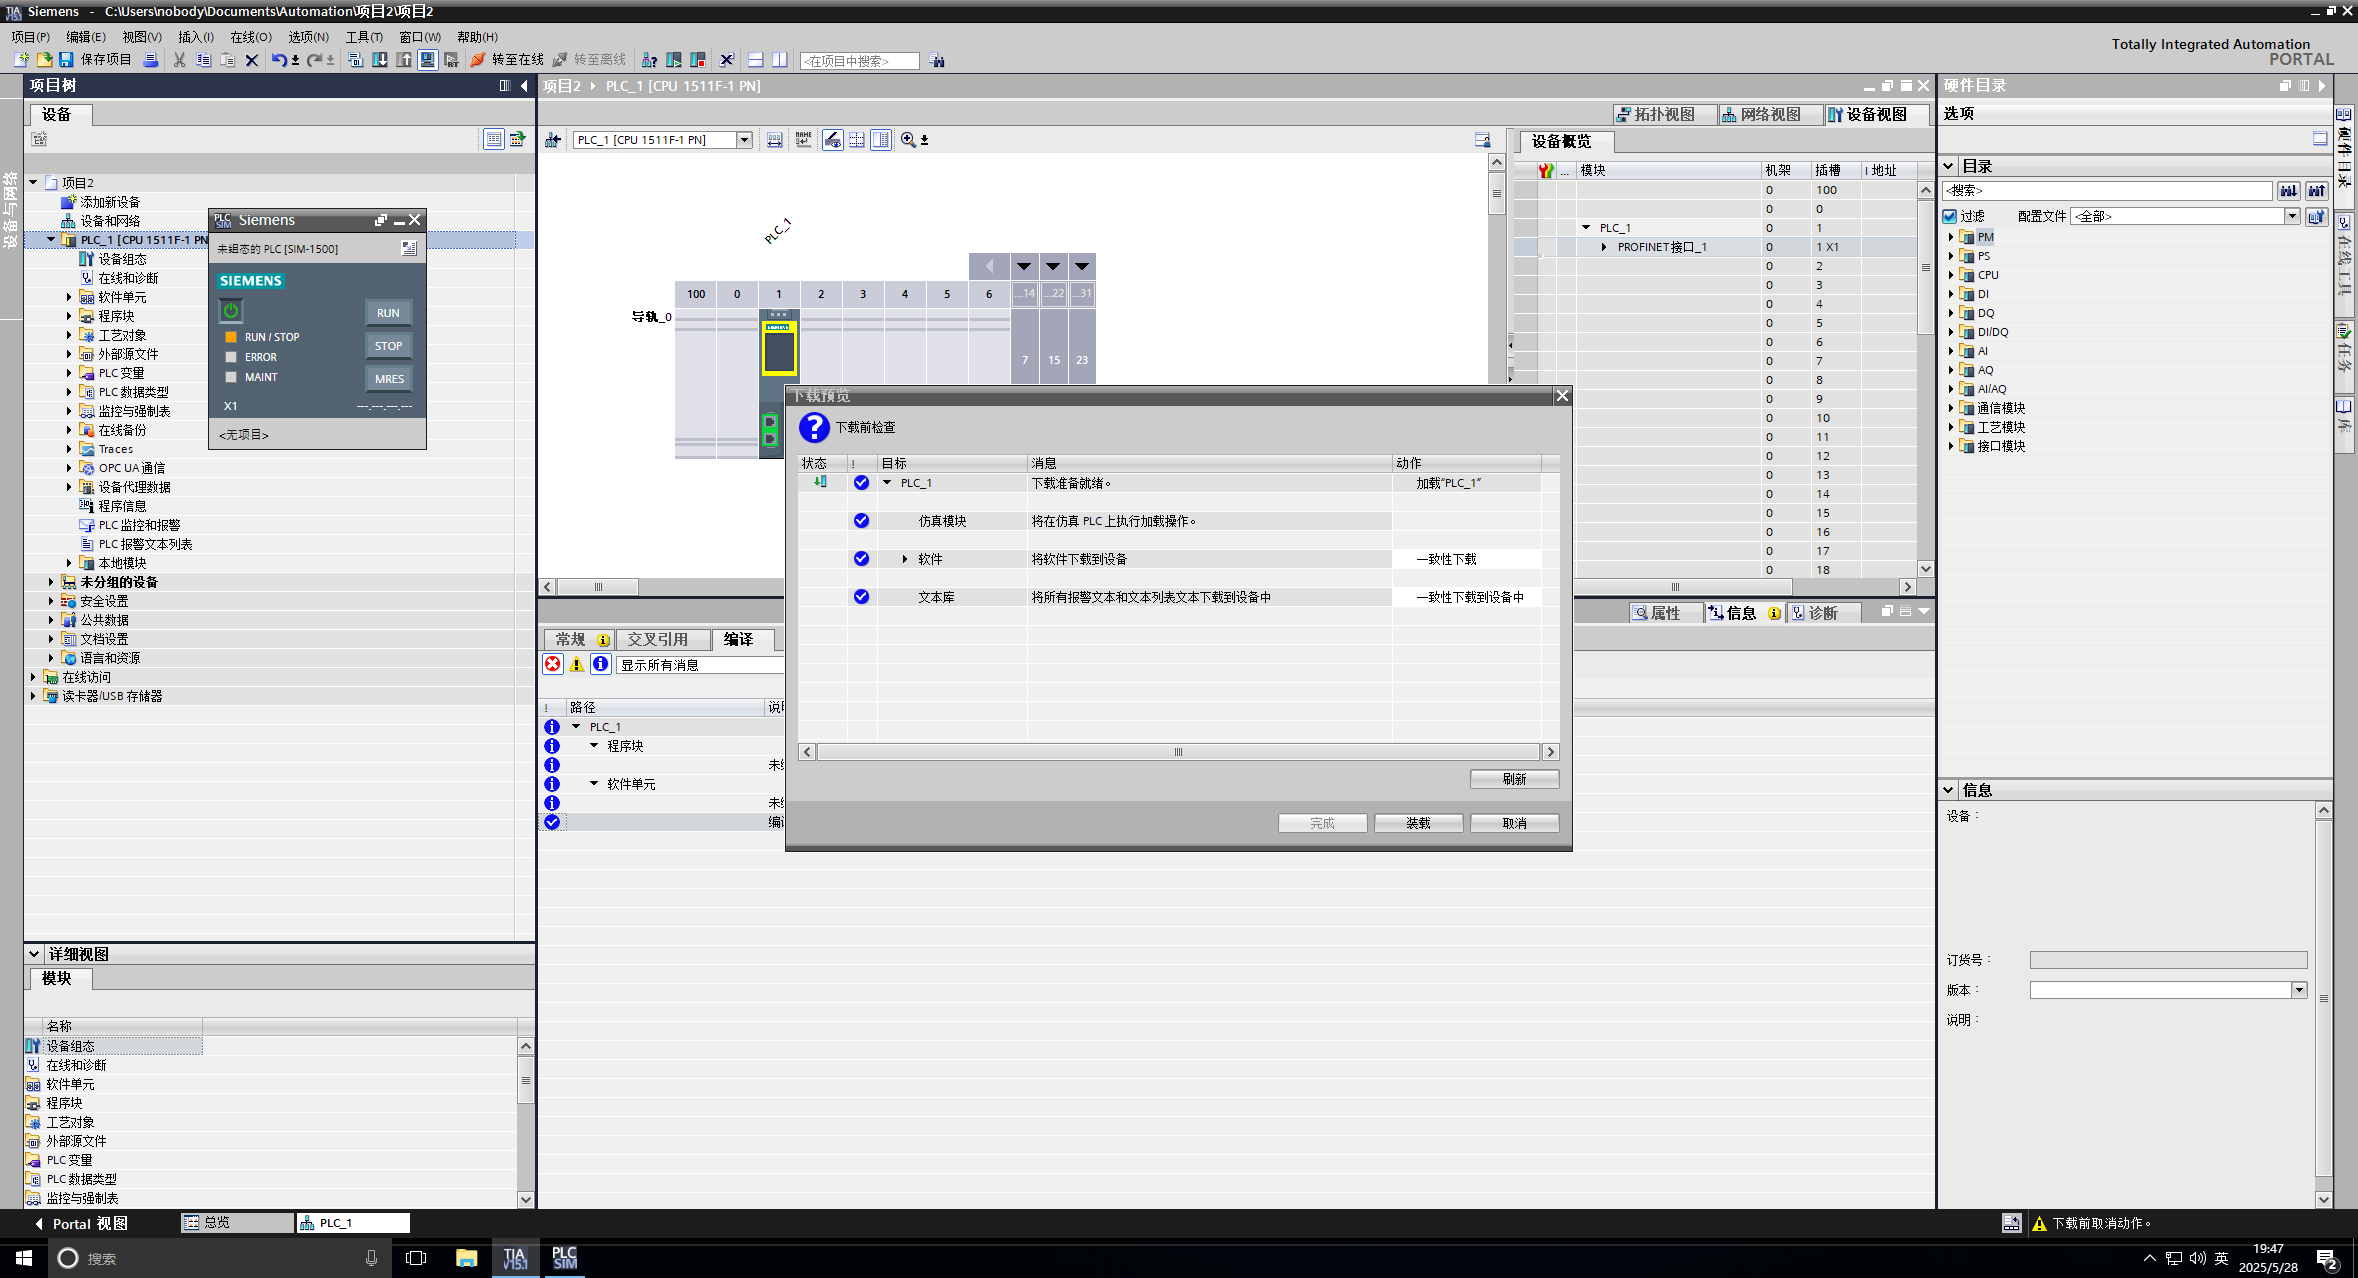 Siemens - C:\Users\nobody\Documents\Automation\项目2\项目2
项目(P) 编辑(E) 视图(V) 插入(I) 在线(O) 选项(N) 工具(T) 窗口(W) 帮助(H)
保存项目 转至在线 转至离线 <在项目中搜索>
Totally Integrated Automation
PORTAL
项目树
设备
设备与网络
项目2
添加新设备
设备和网络
PLC_1 [CPU 1511F-1 PN
设备组态
在线和诊断
软件单元
程序块
工艺对象
外部源文件
PLC 变量
PLC 数据类型
监控与强制表
在线备份
Traces
OPC UA 通信
设备代理数据
程序信息
PLC 监控和报警
PLC 报警文本列表
本地模块
未分组的设备
安全设置
公共数据
文档设置
语言和资源
在线访问
读卡器/USB 存储器
详细视图
模块
名称
设备组态
在线和诊断
软件单元
程序块
工艺对象
外部源文件
PLC 变量
PLC 数据类型
监控与强制表
PLC SIM Siemens
未组态的 PLC [SIM-1500]
SIEMENS
RUN
RUN / STOP
STOP
ERROR
MAINT
MRES
X1 ---.---.---.---
<无项目>
项目2 PLC_1 [CPU 1511F-1 PN]
拓扑视图 网络视图 设备视图
PLC_1 [CPU 1511F-1 PN]
PLC_1
100 0 1 2 3 4 5 6 ...14 ...22 ...31
导轨_0
7 15 23
设备概览
... 模块 机架 插槽 I 地址
0 100
0 0
PLC_1 0 1
PROFINET 接口_1 0 1 X1
0 2
0 3
0 4
0 5
0 6
0 7
0 8
0 9
0 10
0 11
0 12
0 13
0 14
0 15
0 16
0 17
0 18
下载预览
下载前检查
状态 ! 目标 消息 动作
PLC_1 下载准备就绪。 加载"PLC_1"
仿真模块 将在仿真 PLC 上执行加载操作。
软件 将软件下载到设备 一致性下载
文本库 将所有报警文本和文本列表文本下载到设备中 一致性下载到设备中
刷新
完成 装载 取消
属性 信息 诊断
常规 交叉引用 编译
显示所有消息
! 路径
PLC_1
程序块
软件单元
硬件目录
选项
目录
<搜索>
过滤 配置文件 <全部>
PM
PS
CPU
DI
DQ
DI/DQ
AI
AQ
AI/AQ
通信模块
工艺模块
接口模块
信息
设备：
订货号：
版本：
说明：
硬件目录
在线工具
任务
库
Portal 视图 总览 PLC_1
下载前取消动作。
搜索
TIA V15.1
PLC SIM
英
19:47
2025/5/28
2